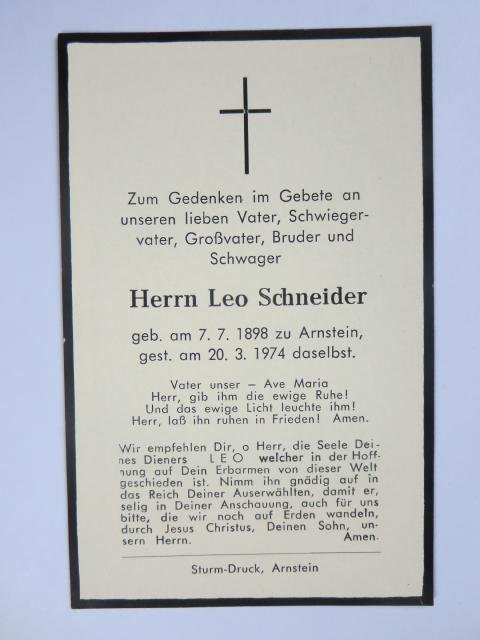 Zum Gedenken im Gebete an
unseren lieben Vater, Schwieger-
vater, Großvater, Bruder und
Schwager
Herrn Leo Schneider
geb. am 7. 7. 1898 zu Arnstein,
gest. am 20. 3. 1974 daselbst.
Vater unser – Ave Maria
Herr, gib ihm die ewige Ruhe!
Und das ewige Licht leuchte ihm!
Herr, laß ihn ruhen in Frieden! Amen.
Wir empfehlen Dir, o Herr, die Seele Dei-
nes Dieners LEO welcher in der Hoff-
nung auf Dein Erbarmen von dieser Welt
geschieden ist. Nimm ihn gnädig auf in
das Reich Deiner Auserwählten, damit er,
selig in Deiner Anschauung, auch für uns
bitte, die wir noch auf Erden wandeln,
durch Jesus Christus, Deinen Sohn, un-
sern Herrn. Amen.
Sturm-Druck, Arnstein